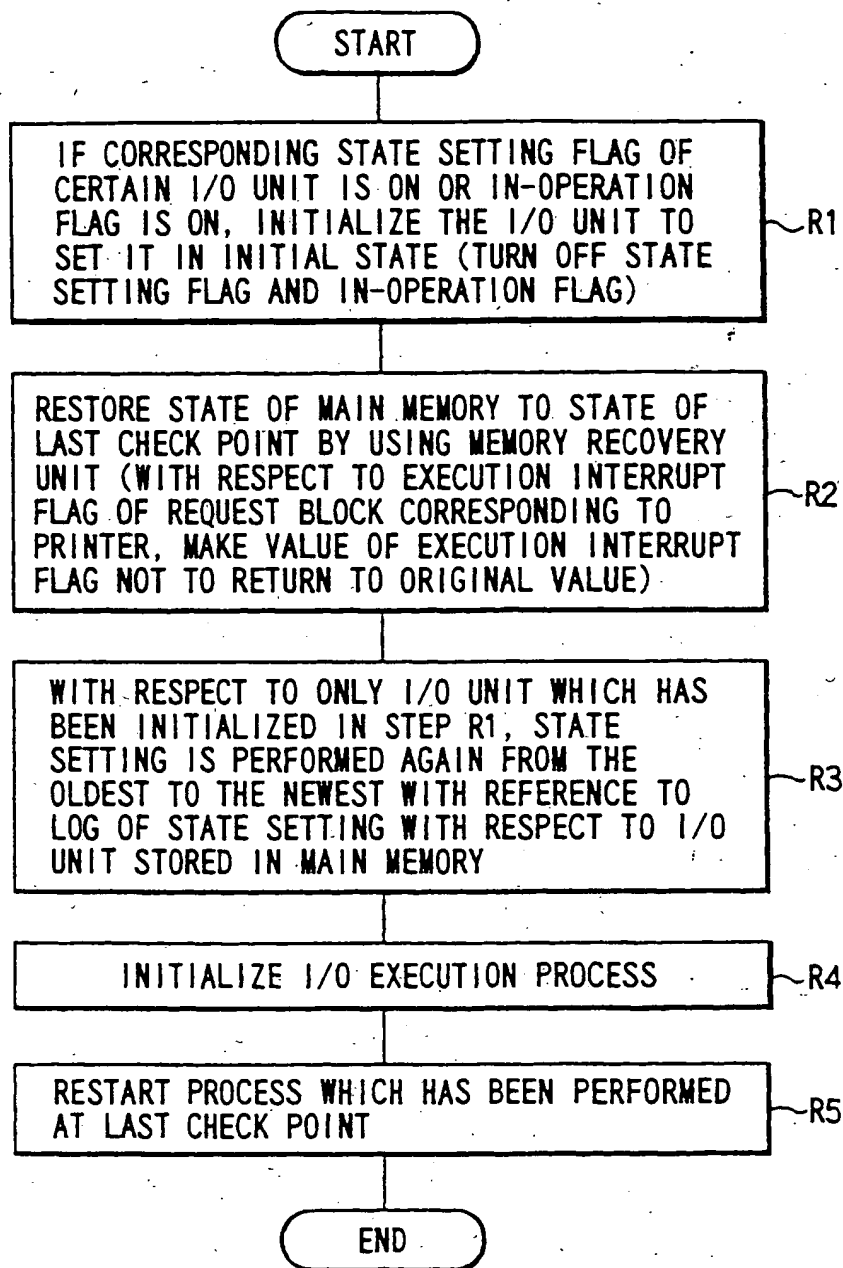 START
IF CORRESPONDING STATE SETTING FLAG OF
CERTAIN I/O UNIT IS ON OR IN-OPERATION
FLAG IS ON, INITIALIZE THE I/O UNIT TO
SET IT IN INITIAL STATE (TURN OFF STATE
SETTING FLAG AND IN-OPERATION FLAG)
R1
RESTORE STATE OF MAIN MEMORY TO STATE OF
LAST CHECK POINT BY USING MEMORY RECOVERY
UNIT (WITH RESPECT TO EXECUTION INTERRUPT
FLAG OF REQUEST BLOCK CORRESPONDING TO
PRINTER, MAKE VALUE OF EXECUTION INTERRUPT
FLAG NOT TO RETURN TO ORIGINAL VALUE)
R2
WITH RESPECT TO ONLY I/O UNIT WHICH HAS
BEEN INITIALIZED IN STEP R1, STATE
SETTING IS PERFORMED AGAIN FROM THE
OLDEST TO THE NEWEST WITH REFERENCE TO
LOG OF STATE SETTING WITH RESPECT TO I/O
UNIT STORED IN MAIN MEMORY
R3
INITIALIZE I/O EXECUTION PROCESS
R4
RESTART PROCESS WHICH HAS BEEN PERFORMED
AT LAST CHECK POINT
R5
END